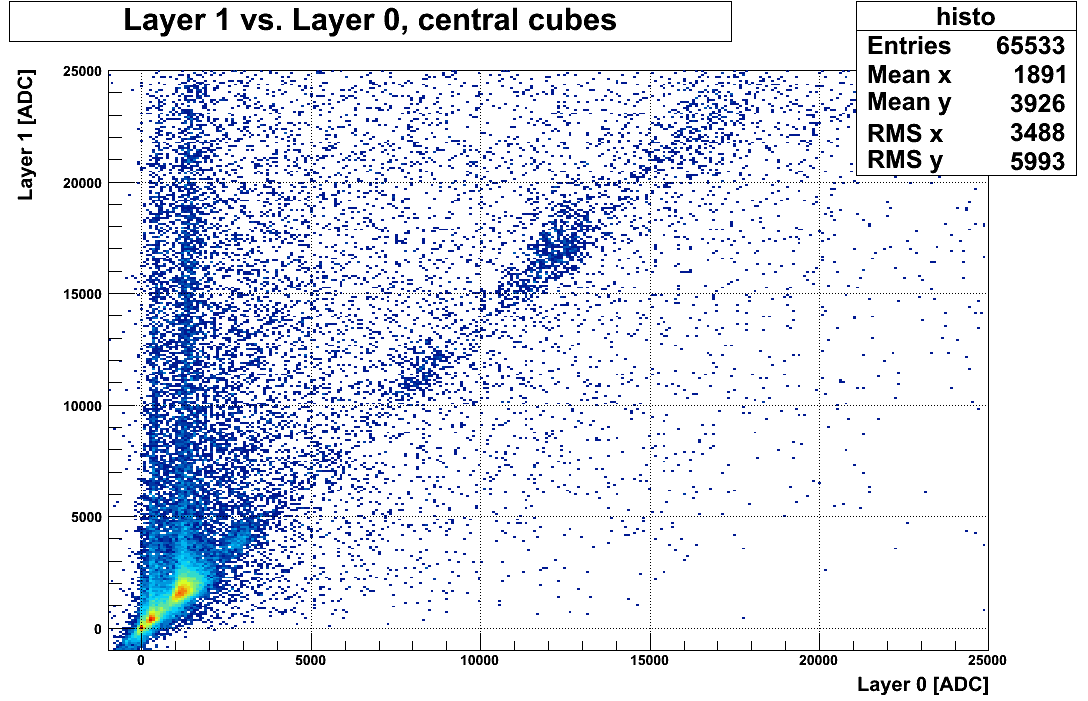 Layer 1 vs. Layer 0, central cubes
histo
Entries 65533
Mean x 1891
Mean y 3926
RMS x 3488
RMS y 5993
Layer 1 [ADC]
25000
20000
15000
10000
5000
0
0 5000 10000 15000 20000 25000
Layer 0 [ADC]